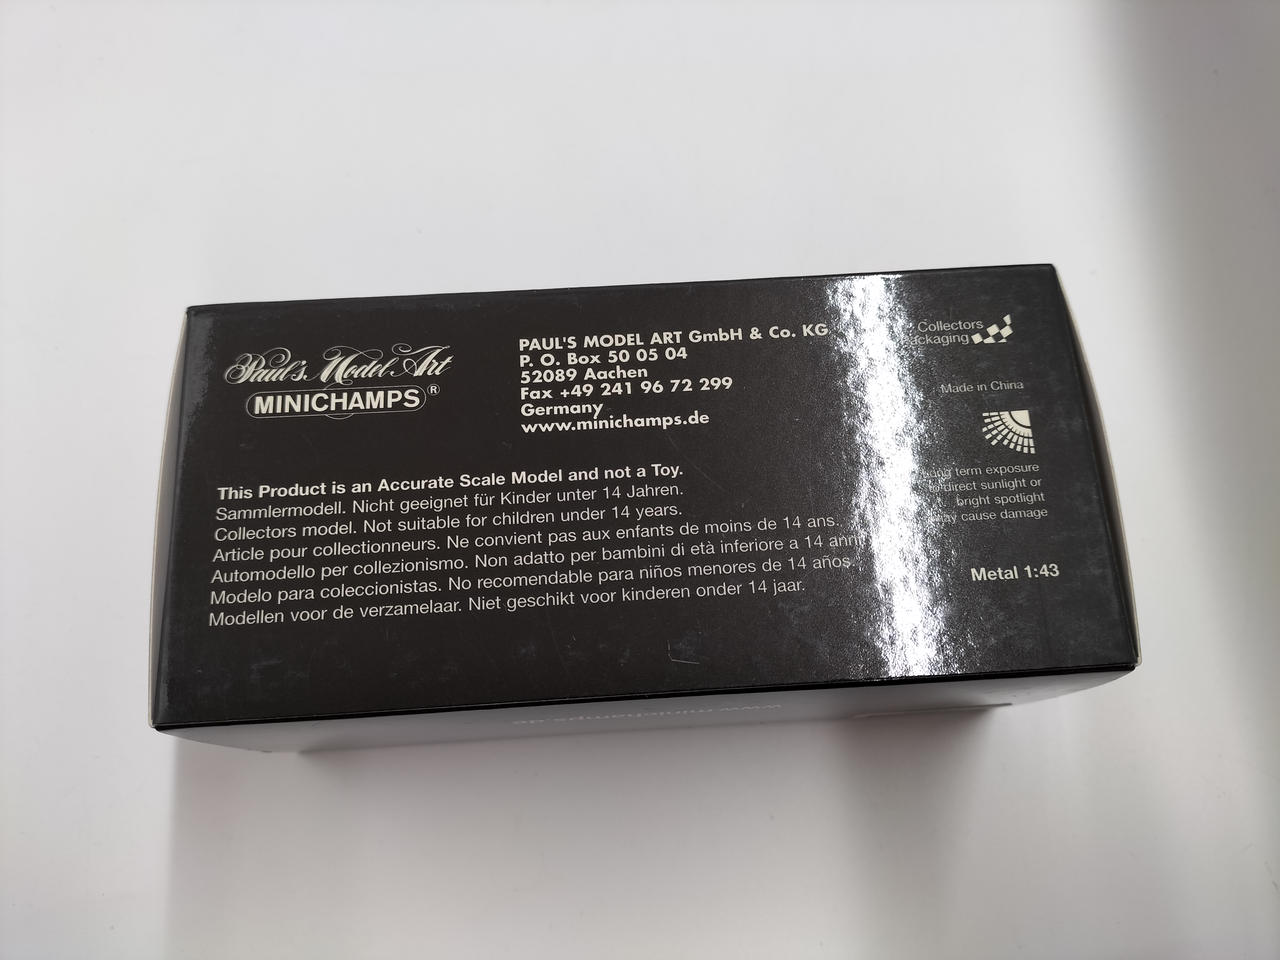 Paul's Model Art
MINICHAMPS®
PAUL'S MODEL ART GmbH & Co. KG
P. O. Box 50 05 04
52089 Aachen
Fax +49 241 96 72 299
Germany
www.minichamps.de
This Product is an Accurate Scale Model and not a Toy.
Sammlermodell. Nicht geeignet für Kinder unter 14 Jahren.
Collectors model. Not suitable for children under 14 years.
Article pour collectionneurs. Ne convient pas aux enfants de moins de 14 ans.
Automodello per collezionismo. Non adatto per bambini di età inferiore a 14 anni.
Modelo para coleccionistas. No recomendable para niños menores de 14 años.
Modellen voor de verzamelaar. Niet geschikt voor kinderen onder 14 jaar.
Collectors
Packaging
Made in China
Long term exposure
to direct sunlight or
bright spotlight
may cause damage
Metal 1:43
www.minichamps.de